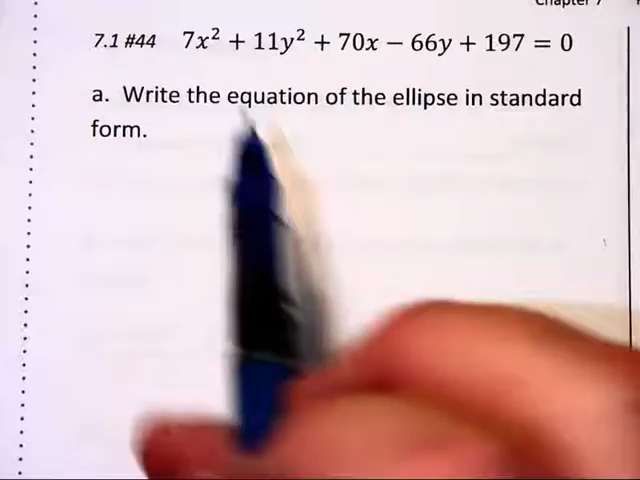 7.1 #44 7x² + 11y² + 70x − 66y + 197 = 0
a. Write the equation of the ellipse in standard
form.